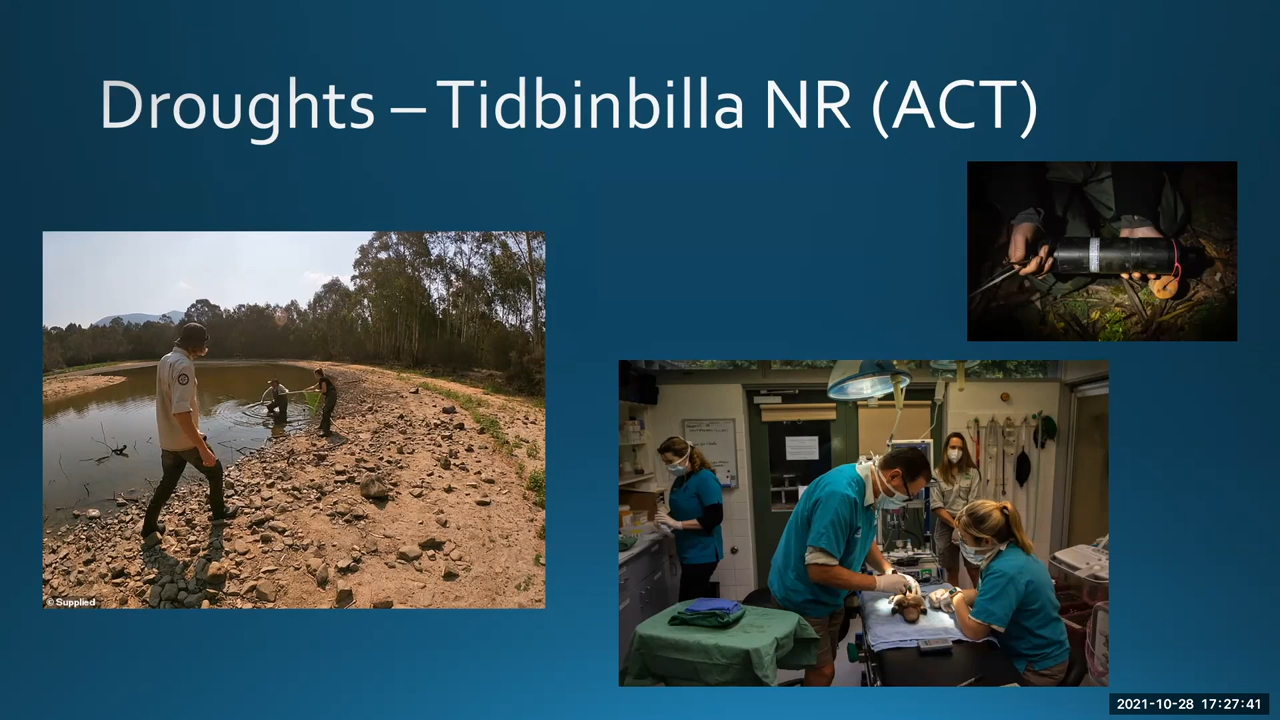 Droughts – Tidbinbilla NR (ACT)
© Supplied
2021-10-28 17:27:41